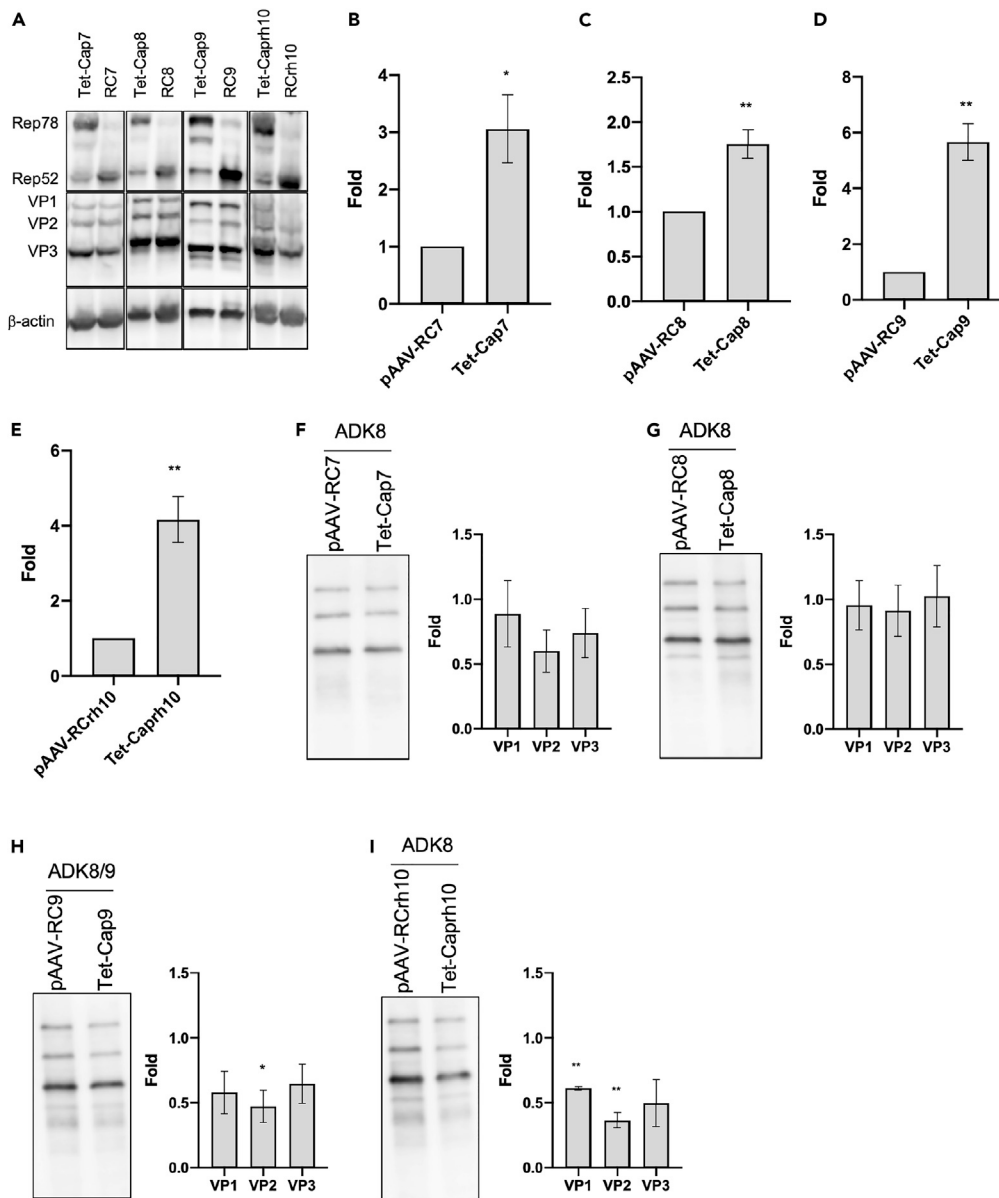 A
Tet-Cap7
RC7
Tet-Cap8
RC8
Tet-Cap9
RC9
Tet-Caprh10
RCrh10
Rep78
Rep52
VP1
VP2
VP3
β-actin
B
Fold
4
3
2
1
0
*
pAAV-RC7
Tet-Cap7
C
Fold
2.5
2.0
1.5
1.0
0.5
0.0
**
pAAV-RC8
Tet-Cap8
D
Fold
8
6
4
2
0
**
pAAV-RC9
Tet-Cap9
E
Fold
6
4
2
0
**
pAAV-RCrh10
Tet-Caprh10
F
ADK8
pAAV-RC7
Tet-Cap7
Fold
1.5
1.0
0.5
0.0
VP1 VP2 VP3
G
ADK8
pAAV-RC8
Tet-Cap8
Fold
1.5
1.0
0.5
0.0
VP1 VP2 VP3
H
ADK8/9
pAAV-RC9
Tet-Cap9
Fold
1.5
1.0
0.5
0.0
*
VP1 VP2 VP3
I
ADK8
pAAV-RCrh10
Tet-Caprh10
Fold
1.5
1.0
0.5
0.0
** **
VP1 VP2 VP3